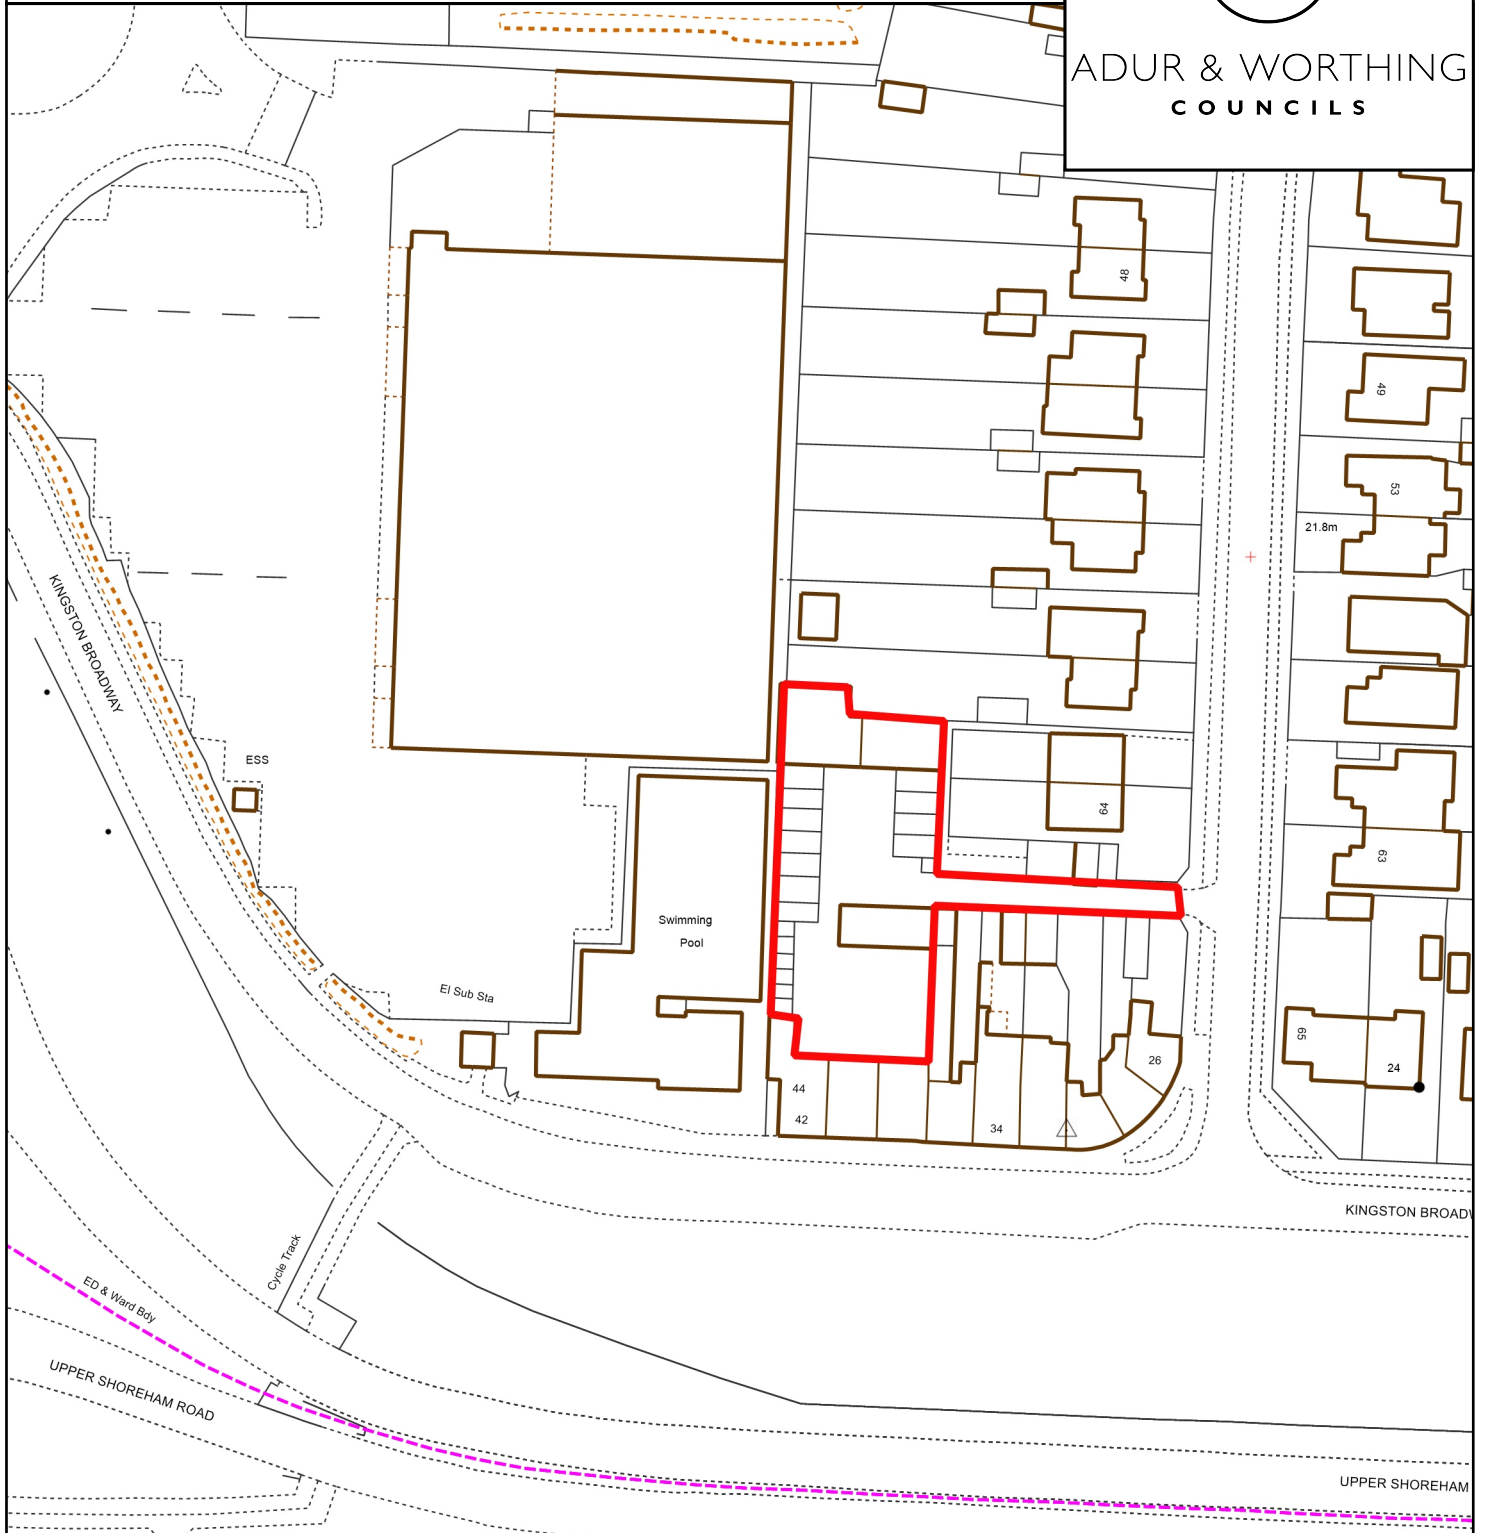 ADUR & WORTHING
COUNCILS
48
49
53
21.8m
KINGSTON BROADWAY
ESS
64
63
Swimming
Pool
El Sub Sta
65
26
24
44
42
34
KINGSTON BROADW
Cycle Track
ED & Ward Bdy
UPPER SHOREHAM ROAD
UPPER SHOREHAM